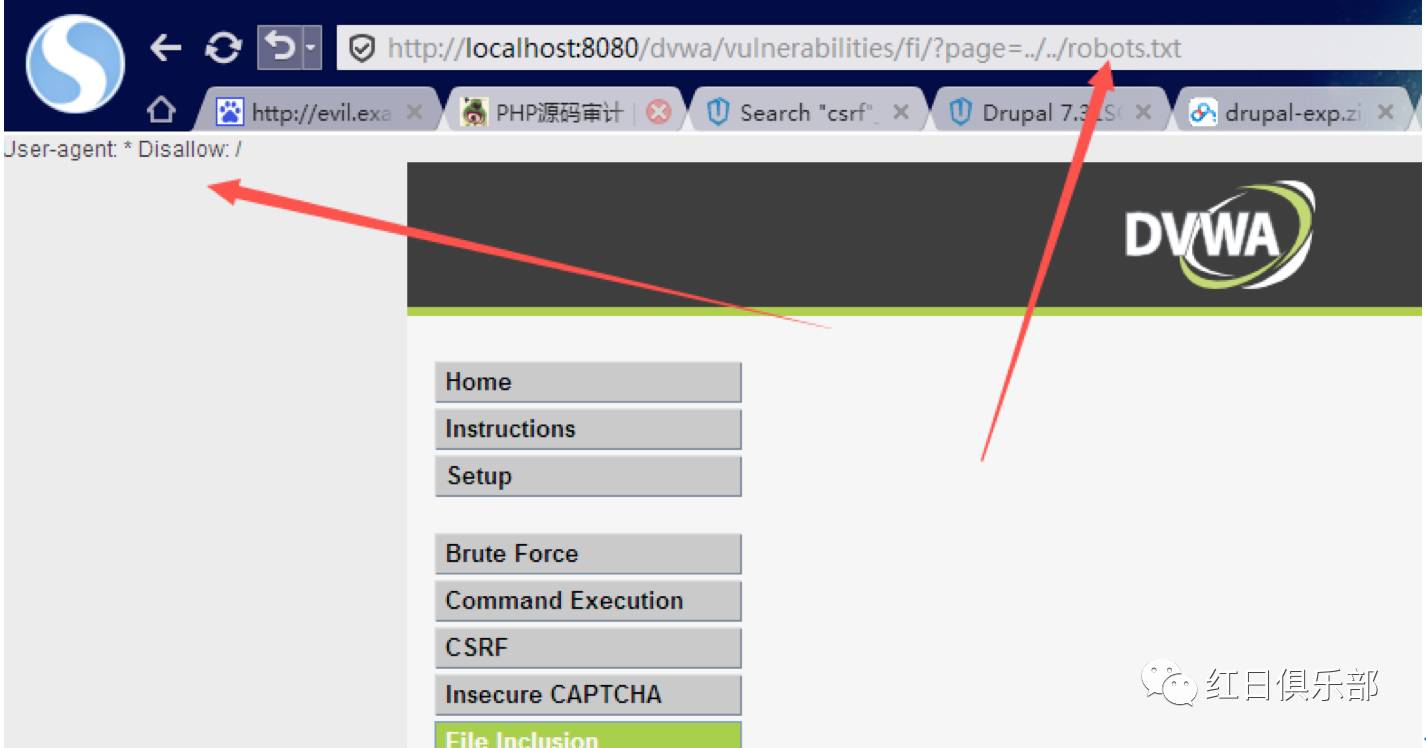 http://localhost:8080/dvwa/vulnerabilities/fi/?page=../../robots.txt
http://evil.exa
PHP源码审计
Search "csrf"
Drupal 7.31
drupal-exp.zi
User-agent: * Disallow: /
DVWA
Home
Instructions
Setup
Brute Force
Command Execution
CSRF
Insecure CAPTCHA
File Inclusion
红日俱乐部